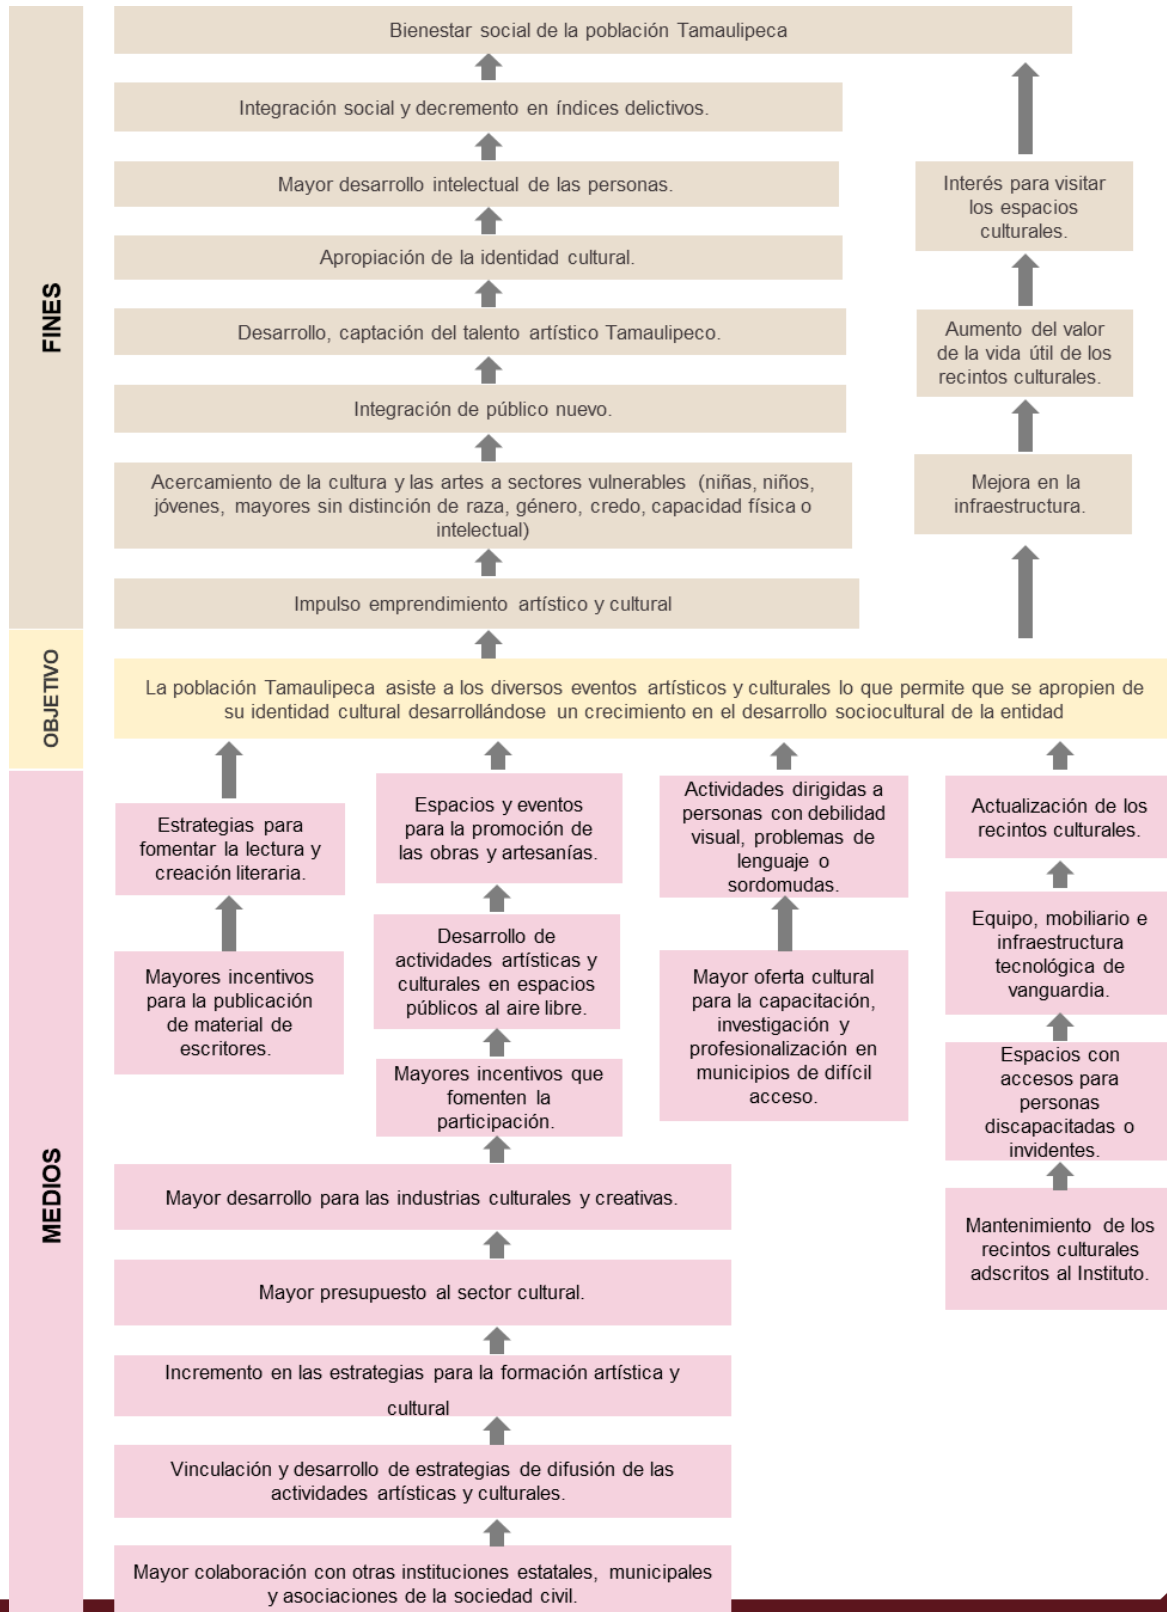 FINES
Bienestar social de la población Tamaulipeca
Integración social y decremento en índices delictivos.
Mayor desarrollo intelectual de las personas.
Apropiación de la identidad cultural.
Desarrollo, captación del talento artístico Tamaulipeco.
Integración de público nuevo.
Acercamiento de la cultura y las artes a sectores vulnerables (niñas, niños,
jóvenes, mayores sin distinción de raza, género, credo, capacidad física o
intelectual)
Impulso emprendimiento artístico y cultural
Interés para visitar
los espacios
culturales.
Aumento del valor
de la vida útil de los
recintos culturales.
Mejora en la
infraestructura.
OBJETIVO
La población Tamaulipeca asiste a los diversos eventos artísticos y culturales lo que permite que se apropien de
su identidad cultural desarrollándose un crecimiento en el desarrollo sociocultural de la entidad
MEDIOS
Estrategias para
fomentar la lectura y
creación literaria.
Mayores incentivos
para la publicación
de material de
escritores.
Espacios y eventos
para la promoción de
las obras y artesanías.
Desarrollo de
actividades artísticas y
culturales en espacios
públicos al aire libre.
Mayores incentivos que
fomenten la
participación.
Actividades dirigidas a
personas con debilidad
visual, problemas de
lenguaje o
sordomudas.
Mayor oferta cultural
para la capacitación,
investigación y
profesionalización en
municipios de difícil
acceso.
Actualización de los
recintos culturales.
Equipo, mobiliario e
infraestructura
tecnológica de
vanguardia.
Espacios con
accesos para
personas
discapacitadas o
invidentes.
Mantenimiento de los
recintos culturales
adscritos al Instituto.
Mayor desarrollo para las industrias culturales y creativas.
Mayor presupuesto al sector cultural.
Incremento en las estrategias para la formación artística y
cultural
Vinculación y desarrollo de estrategias de difusión de las
actividades artísticas y culturales.
Mayor colaboración con otras instituciones estatales, municipales
y asociaciones de la sociedad civil.